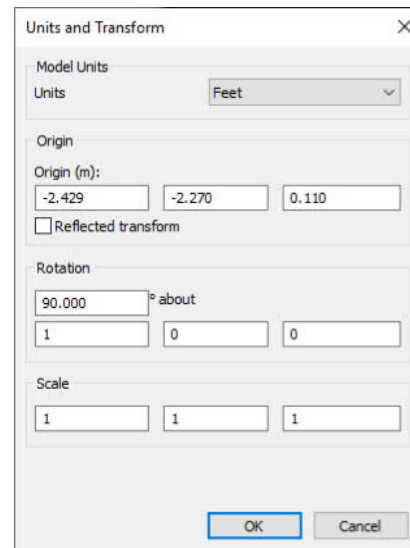 Units and Transform
Model Units
Units Feet
Origin
Origin (m):
-2.429 -2.270 0.110
Reflected transform
Rotation
90.000 ° about
1 0 0
Scale
1 1 1
OK Cancel